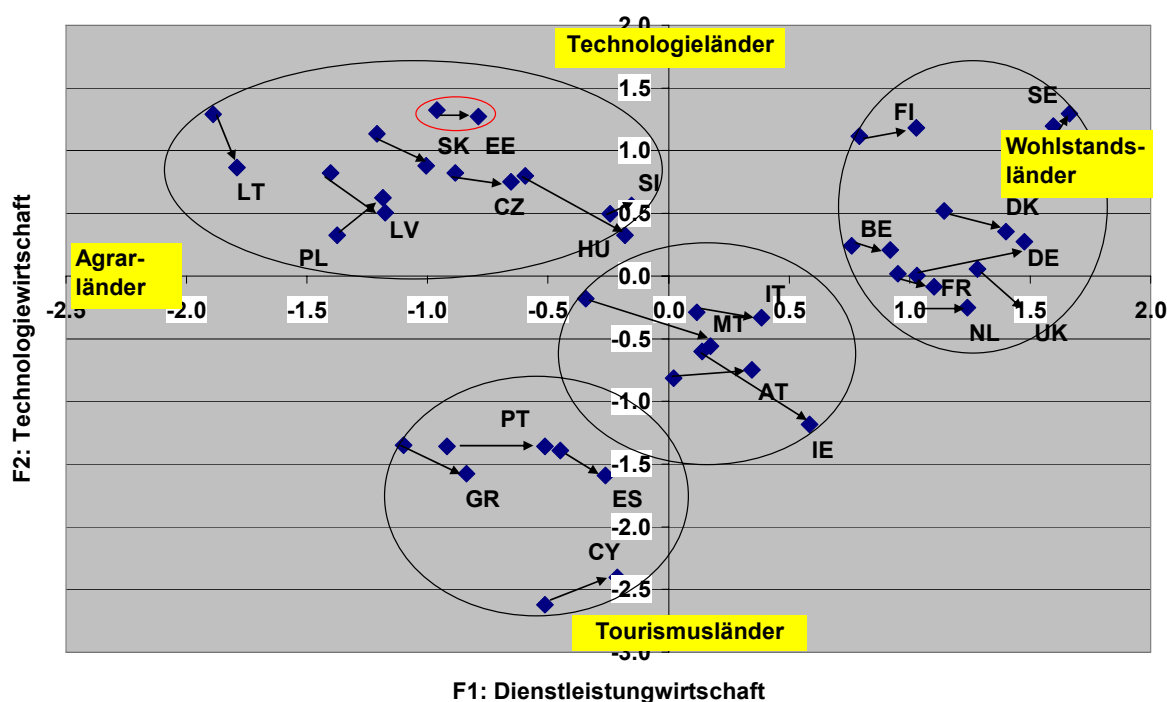 2.0
Technologieländer
1.5
FI
SE
SK
EE
1.0
Wohlstands-
länder
LT
SI
CZ
0.5
DK
LV
BE
PL
HU
DE
Agrar-
länder
0.0
FR
IT
-2.5
-2.0
-1.5
-1.0
-0.5
0.0
0.5
1.0
1.5
2.0
MT
NL
UK
-0.5
AT
-1.0
PT
IE
-1.5
GR
ES
-2.0
CY
-2.5
Tourismusländer
-3.0
F2: Technologiewirtschaft
F1: Dienstleistungwirtschaft